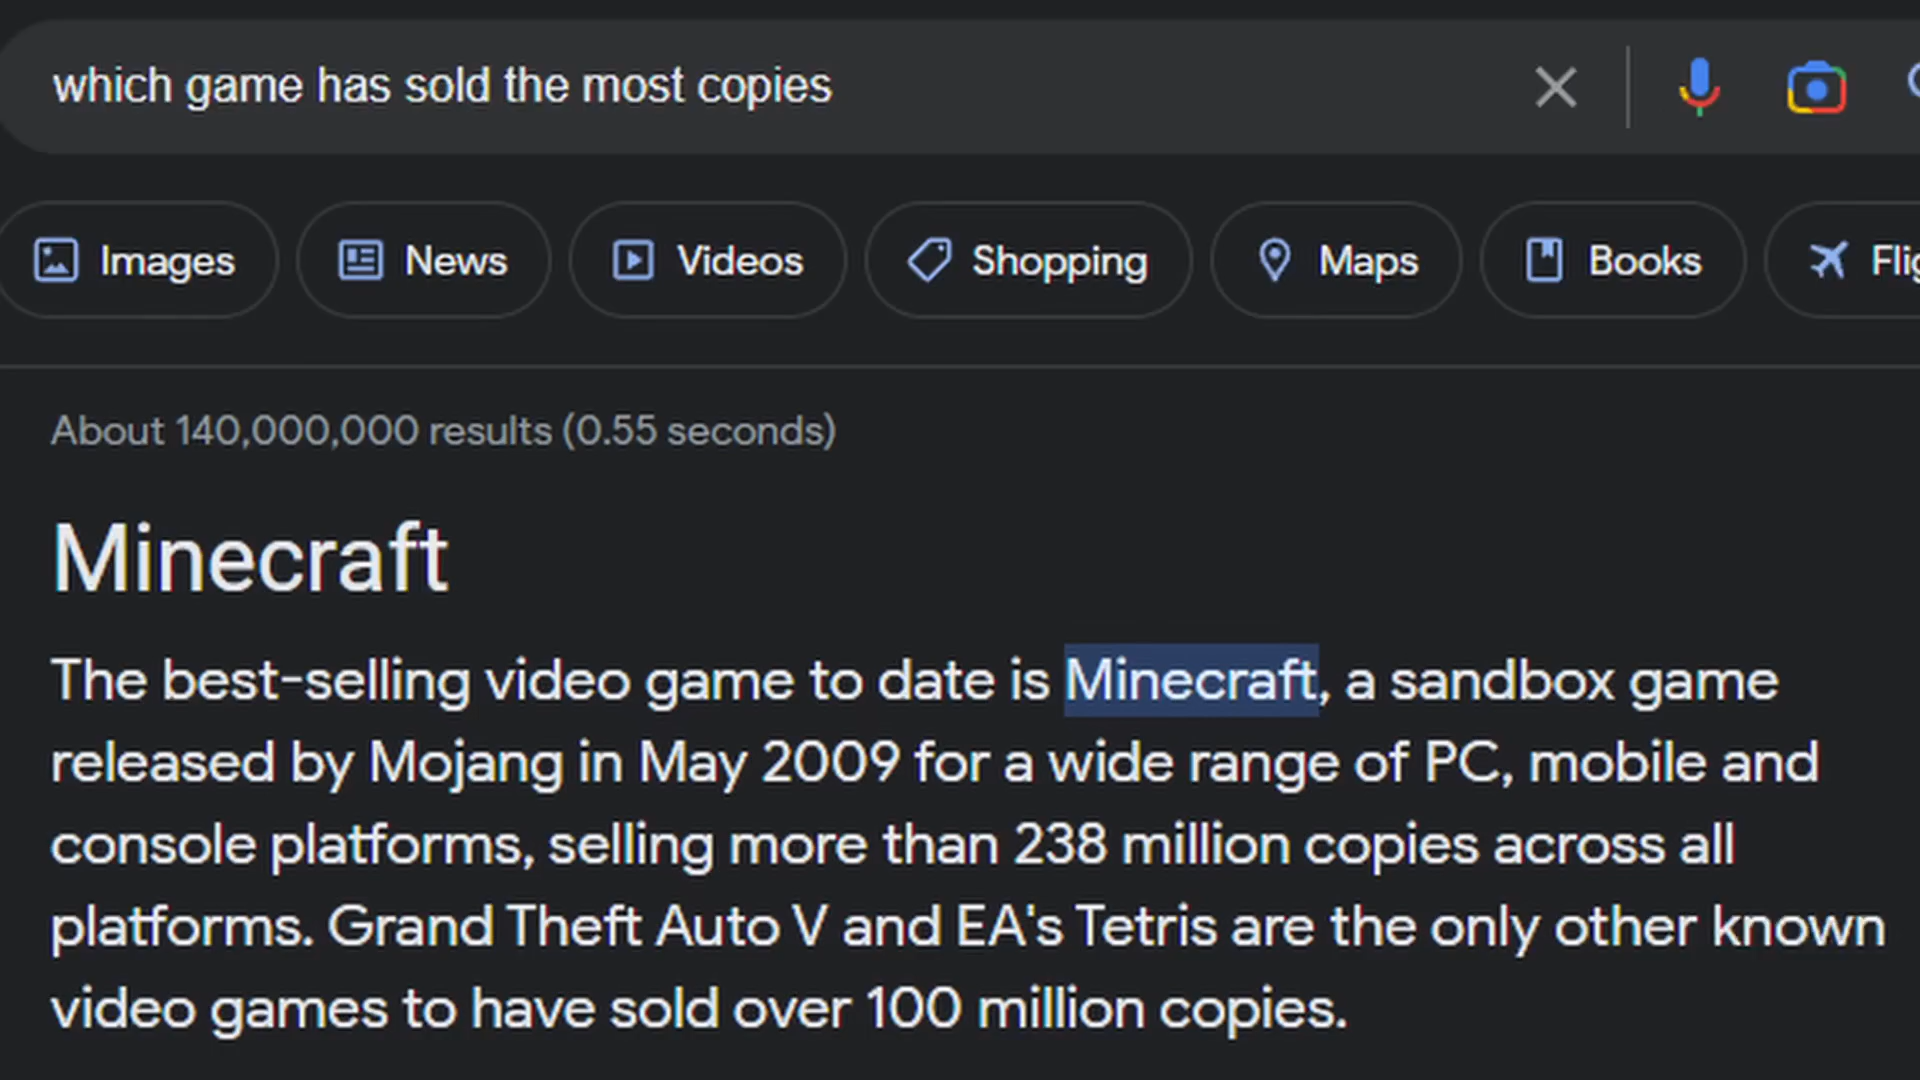 which game has sold the most copies
Images
News
Videos
Shopping
Maps
Books
About 140,000,000 results (0.55 seconds)
Minecraft
The best-selling video game to date is Minecraft, a sandbox game
released by Mojang in May 2009 for a wide range of PC, mobile and
console platforms, selling more than 238 million copies across all
platforms. Grand Theft Auto V and EA's Tetris are the only other known
video games to have sold over 100 million copies.